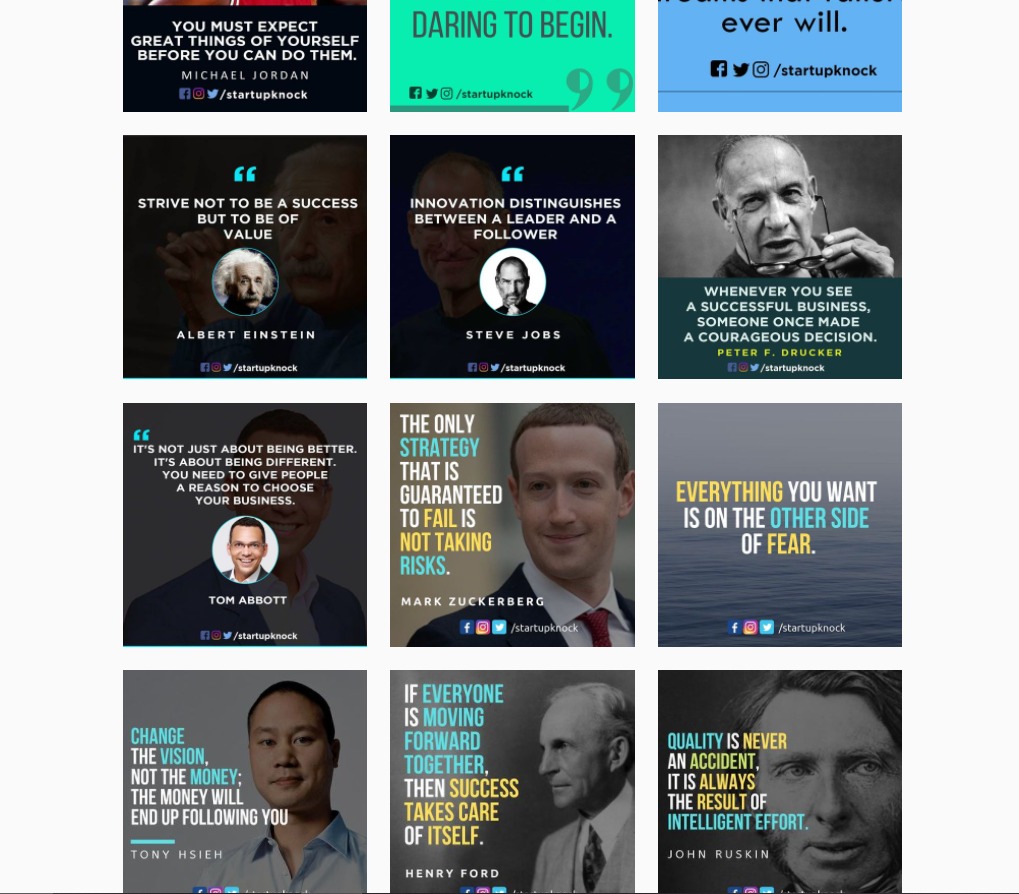 YOU MUST EXPECT
GREAT THINGS OF YOURSELF
BEFORE YOU CAN DO THEM.
MICHAEL JORDAN
/startupknock
DARING TO BEGIN.
/startupknock
ever will.
/startupknock
STRIVE NOT TO BE A SUCCESS
BUT TO BE OF
VALUE
ALBERT EINSTEIN
/startupknock
INNOVATION DISTINGUISHES
BETWEEN A LEADER AND A
FOLLOWER
STEVE JOBS
/startupknock
WHENEVER YOU SEE
A SUCCESSFUL BUSINESS,
SOMEONE ONCE MADE
A COURAGEOUS DECISION.
PETER F. DRUCKER
/startupknock
IT'S NOT JUST ABOUT BEING BETTER.
IT'S ABOUT BEING DIFFERENT.
YOU NEED TO GIVE PEOPLE
A REASON TO CHOOSE
YOUR BUSINESS.
TOM ABBOTT
/startupknock
THE ONLY
STRATEGY
THAT IS
GUARANTEED
TO FAIL IS
NOT TAKING
RISKS.
MARK ZUCKERBERG
/startupknock
EVERYTHING YOU WANT
IS ON THE OTHER SIDE
OF FEAR.
/startupknock
CHANGE
THE VISION,
NOT THE MONEY;
THE MONEY WILL
END UP FOLLOWING YOU
TONY HSIEH
IF EVERYONE
IS MOVING
FORWARD
TOGETHER,
THEN SUCCESS
TAKES CARE
OF ITSELF.
HENRY FORD
QUALITY IS NEVER
AN ACCIDENT,
IT IS ALWAYS
THE RESULT OF
INTELLIGENT EFFORT.
JOHN RUSKIN